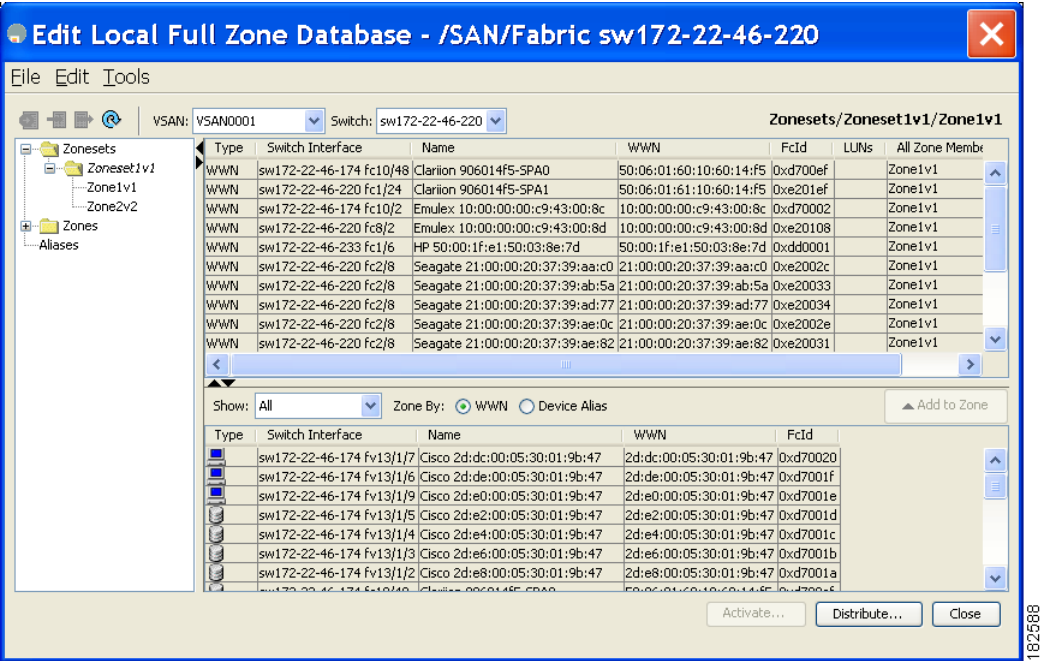 Edit Local Full Zone Database - /SAN/Fabric sw172-22-46-220
File Edit Tools
VSAN: VSAN0001 Switch: sw172-22-46-220 Zonesets/Zoneset1v1/Zone1v1
Zonesets
Zoneset1v1
Zone1v1
Zone2v2
Zones
Aliases
Type Switch Interface Name WWN FcId LUNs All Zone Membe
WWN sw172-22-46-174 fc10/48 Clariion 906014f5-SPA0 50:06:01:60:10:60:14:f5 0xd700ef Zone1v1
WWN sw172-22-46-220 fc1/24 Clariion 906014f5-SPA1 50:06:01:61:10:60:14:f5 0xe201ef Zone1v1
WWN sw172-22-46-174 fc10/2 Emulex 10:00:00:00:c9:43:00:8c 10:00:00:00:c9:43:00:8c 0xd70002 Zone1v1
WWN sw172-22-46-220 fc8/2 Emulex 10:00:00:00:c9:43:00:8d 10:00:00:00:c9:43:00:8d 0xe20108 Zone1v1
WWN sw172-22-46-233 fc1/6 HP 50:00:1f:e1:50:03:8e:7d 50:00:1f:e1:50:03:8e:7d 0xdd0001 Zone1v1
WWN sw172-22-46-220 fc2/8 Seagate 21:00:00:20:37:39:aa:c0 21:00:00:20:37:39:aa:c0 0xe2002c Zone1v1
WWN sw172-22-46-220 fc2/8 Seagate 21:00:00:20:37:39:ab:5a 21:00:00:20:37:39:ab:5a 0xe20033 Zone1v1
WWN sw172-22-46-220 fc2/8 Seagate 21:00:00:20:37:39:ad:77 21:00:00:20:37:39:ad:77 0xe20034 Zone1v1
WWN sw172-22-46-220 fc2/8 Seagate 21:00:00:20:37:39:ae:0c 21:00:00:20:37:39:ae:0c 0xe2002e Zone1v1
WWN sw172-22-46-220 fc2/8 Seagate 21:00:00:20:37:39:ae:82 21:00:00:20:37:39:ae:82 0xe20031 Zone1v1
Show: All Zone By: WWN Device Alias Add to Zone
Type Switch Interface Name WWN FcId
sw172-22-46-174 fv13/1/7 Cisco 2d:dc:00:05:30:01:9b:47 2d:dc:00:05:30:01:9b:47 0xd70020
sw172-22-46-174 fv13/1/6 Cisco 2d:de:00:05:30:01:9b:47 2d:de:00:05:30:01:9b:47 0xd7001f
sw172-22-46-174 fv13/1/9 Cisco 2d:e0:00:05:30:01:9b:47 2d:e0:00:05:30:01:9b:47 0xd7001e
sw172-22-46-174 fv13/1/5 Cisco 2d:e2:00:05:30:01:9b:47 2d:e2:00:05:30:01:9b:47 0xd7001d
sw172-22-46-174 fv13/1/4 Cisco 2d:e4:00:05:30:01:9b:47 2d:e4:00:05:30:01:9b:47 0xd7001c
sw172-22-46-174 fv13/1/3 Cisco 2d:e6:00:05:30:01:9b:47 2d:e6:00:05:30:01:9b:47 0xd7001b
sw172-22-46-174 fv13/1/2 Cisco 2d:e8:00:05:30:01:9b:47 2d:e8:00:05:30:01:9b:47 0xd7001a
Activate... Distribute... Close
182588